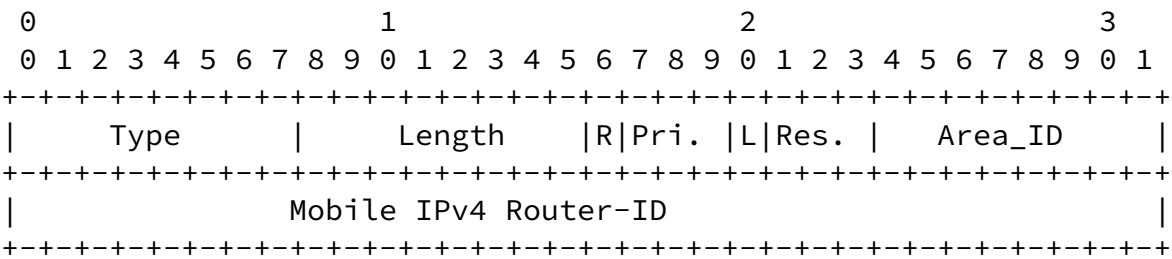 0                   1                   2                   3
 0 1 2 3 4 5 6 7 8 9 0 1 2 3 4 5 6 7 8 9 0 1 2 3 4 5 6 7 8 9 0 1
+-+-+-+-+-+-+-+-+-+-+-+-+-+-+-+-+-+-+-+-+-+-+-+-+-+-+-+-+-+-+-+-+
|     Type      |     Length    |R|Pri. |L|Res. |   Area_ID     |
+-+-+-+-+-+-+-+-+-+-+-+-+-+-+-+-+-+-+-+-+-+-+-+-+-+-+-+-+-+-+-+-+
|               Mobile IPv4 Router-ID                           |
+-+-+-+-+-+-+-+-+-+-+-+-+-+-+-+-+-+-+-+-+-+-+-+-+-+-+-+-+-+-+-+-+